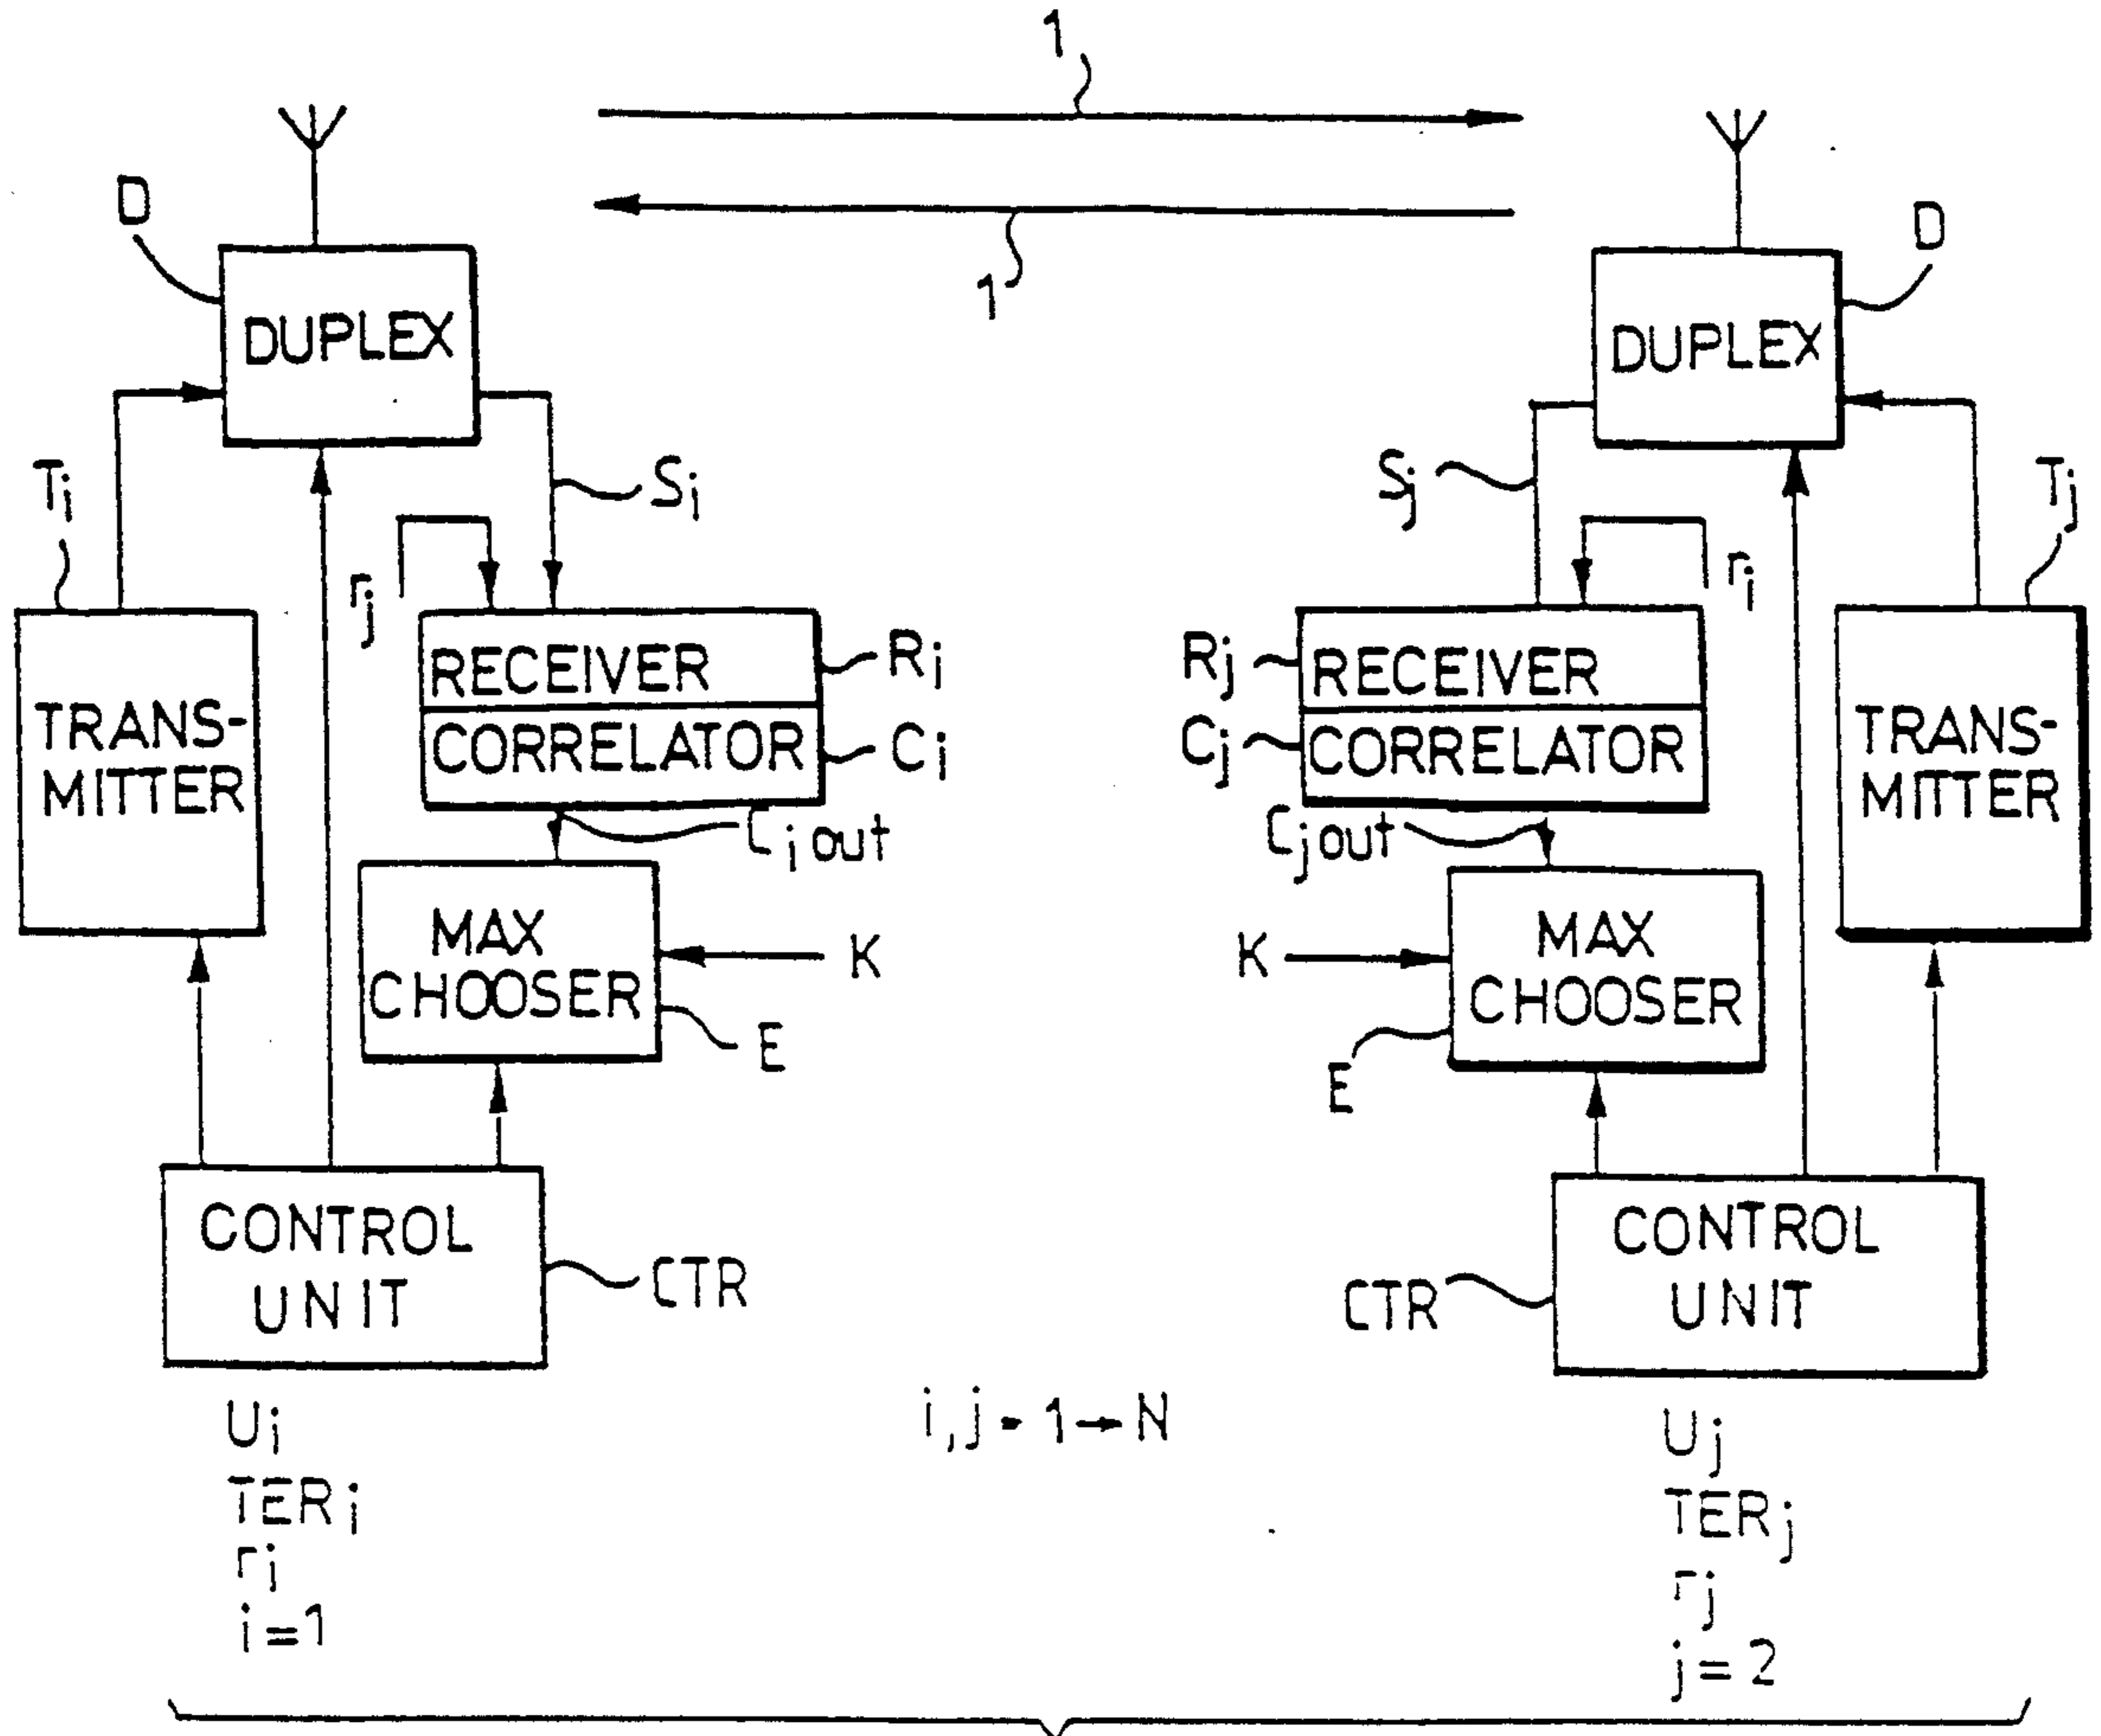 1
D
D
1
DUPLEX
DUPLEX
Ti
Si
Sj
Tj
rj
ri
RECEIVER
Ri
Rj
RECEIVER
TRANS-
MITTER
CORRELATOR
Ci
Cj
CORRELATOR
TRANS-
MITTER
Ci out
Cj out
MAX
CHOOSER
K
K
MAX
CHOOSER
E
E
CONTROL
UNIT
CTR
CTR
CONTROL
UNIT
i,j = 1→N
Ui
TERi
ri
i=1
Uj
TERj
rj
j=2